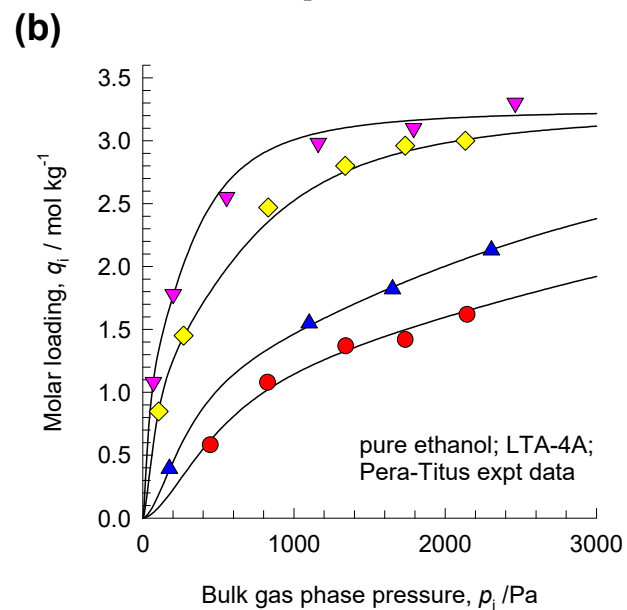 (b)
3.5
3.0
2.5
2.0
1.5
1.0
0.5
0.0
Molar loading, qᵢ / mol kg⁻¹
pure ethanol; LTA-4A;
Pera-Titus expt data
0 1000 2000 3000
Bulk gas phase pressure, pᵢ /Pa